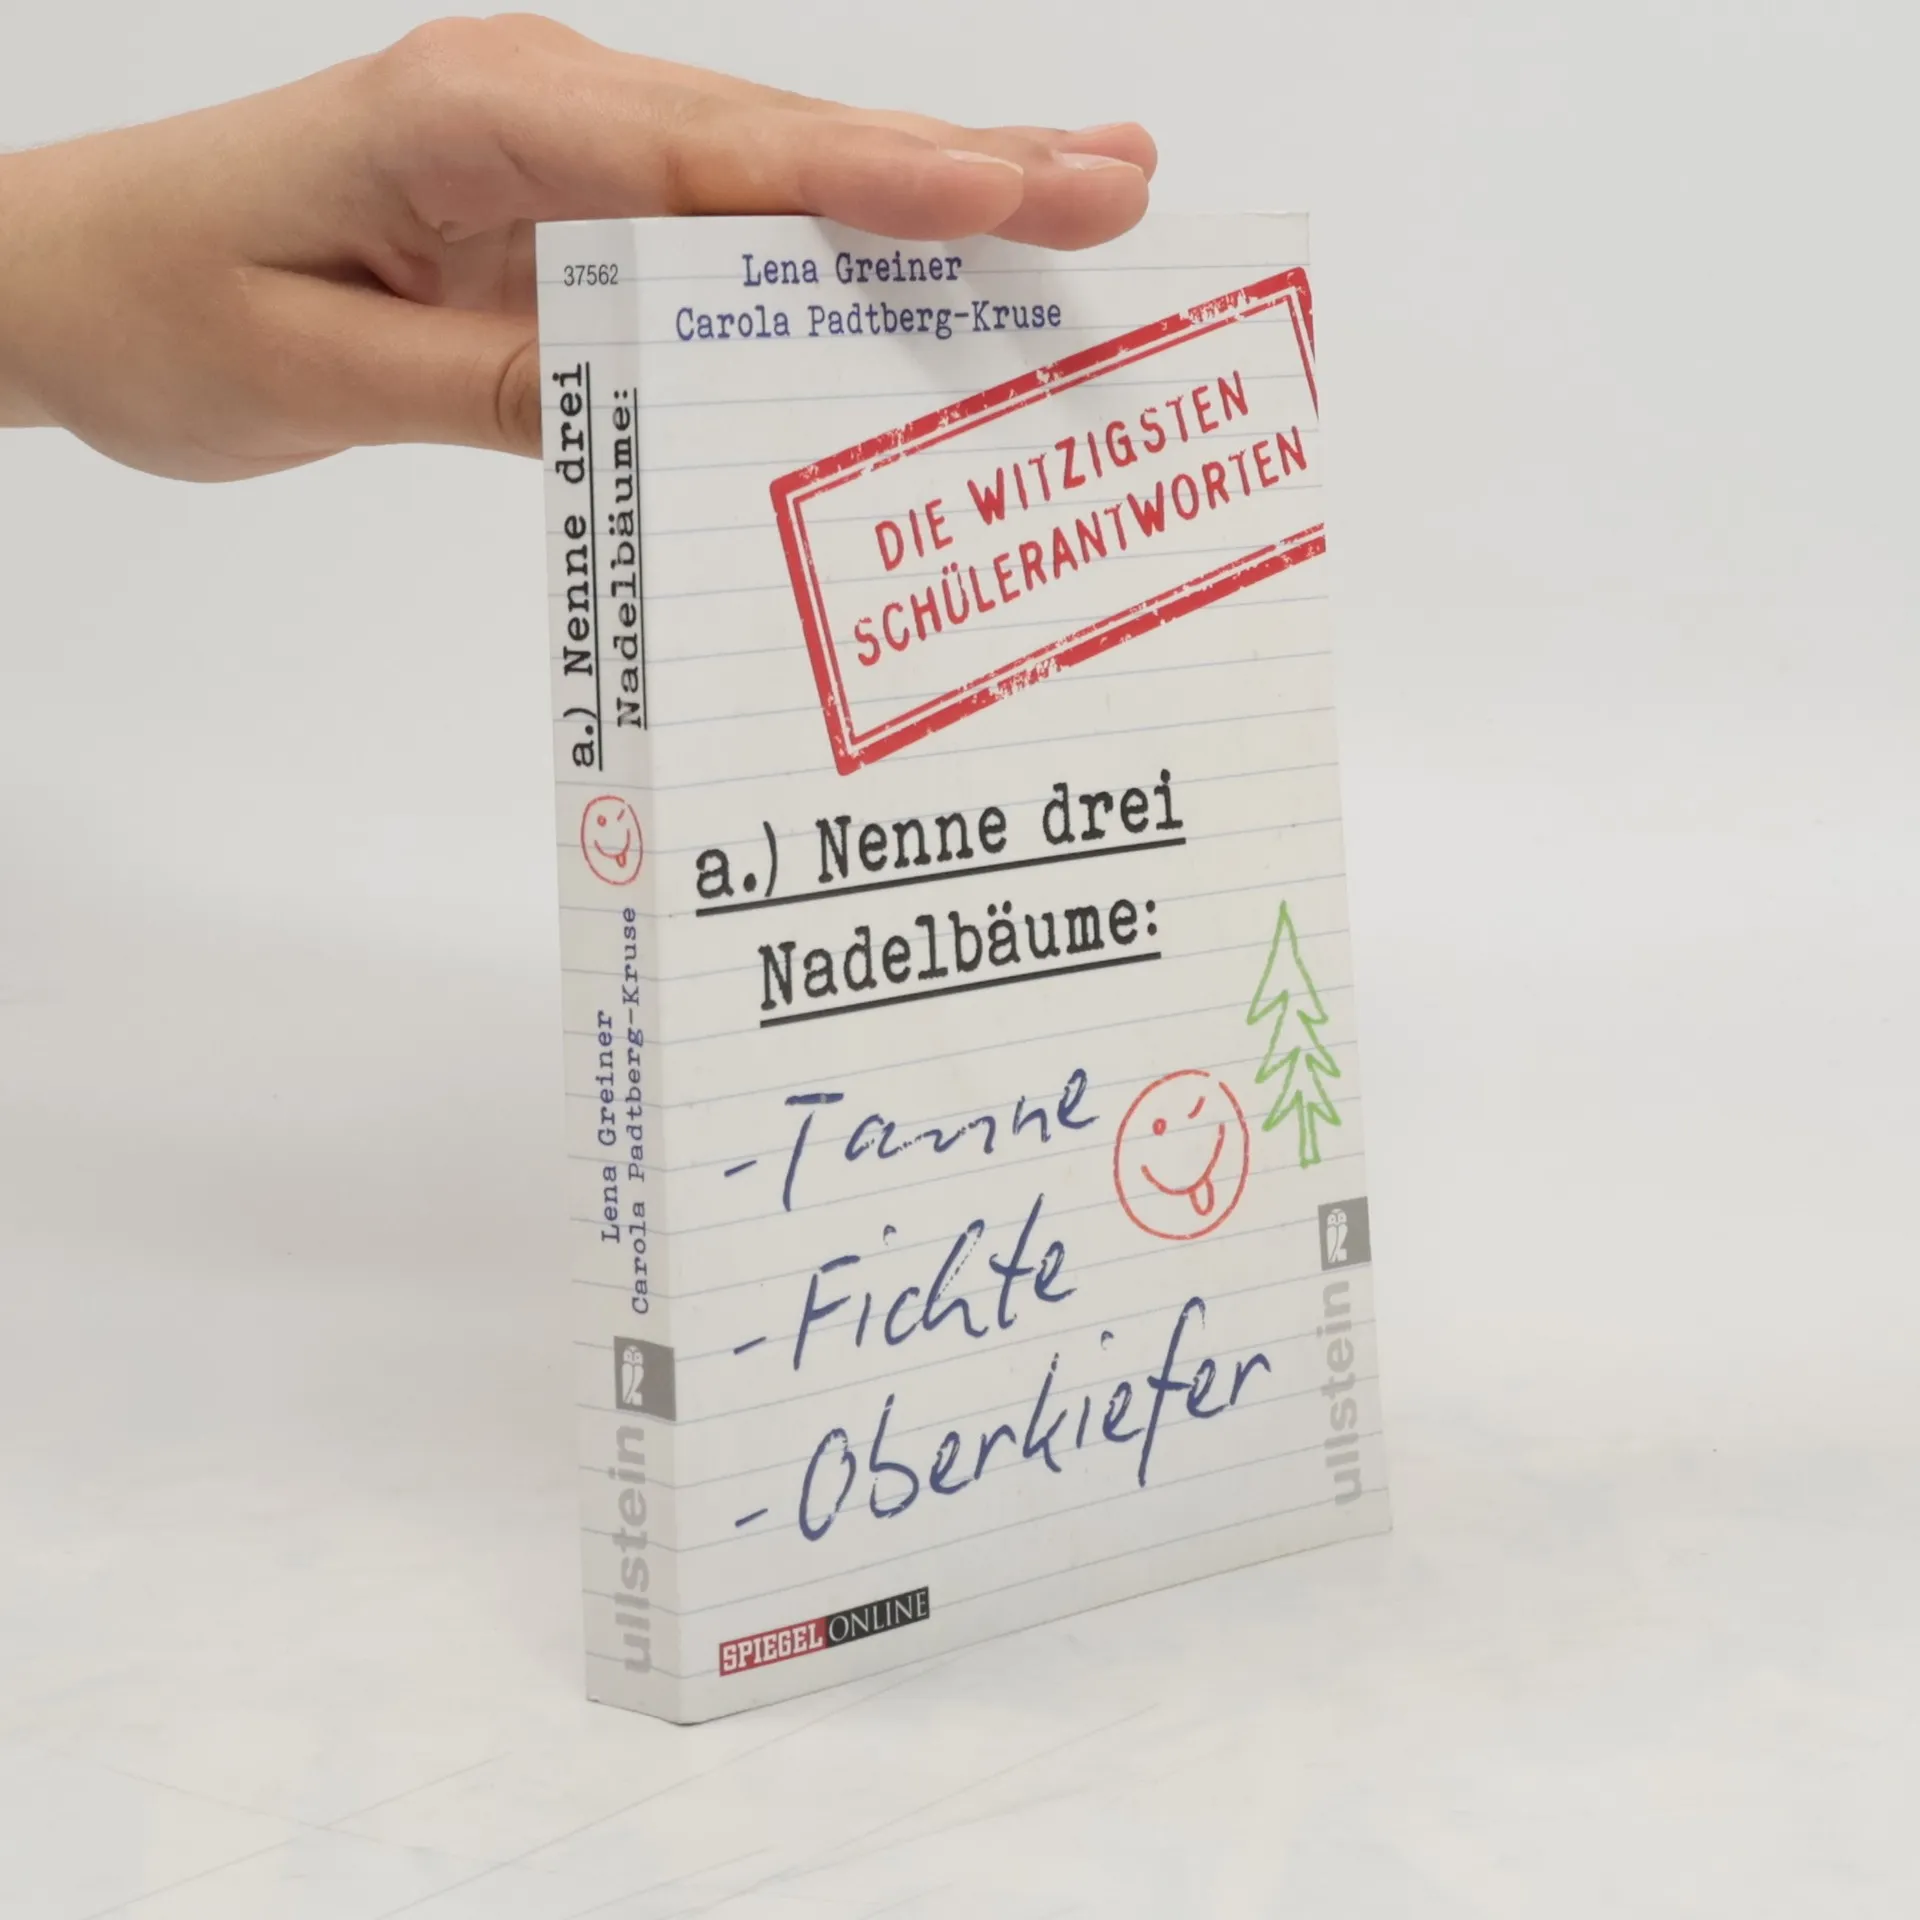 37562
a.) Nenne drei
Nadelbäume:
Lena Greiner
Carola Padtberg-Kruse
ullstein
Lena Greiner
Carola Padtberg-Kruse
DIE WITZIGSTEN
SCHÜLERANTWORTEN
a.) Nenne drei
Nadelbäume:
-Tanne
-Fichte
-Oberkiefer
ullstein
SPIEGEL ONLINE